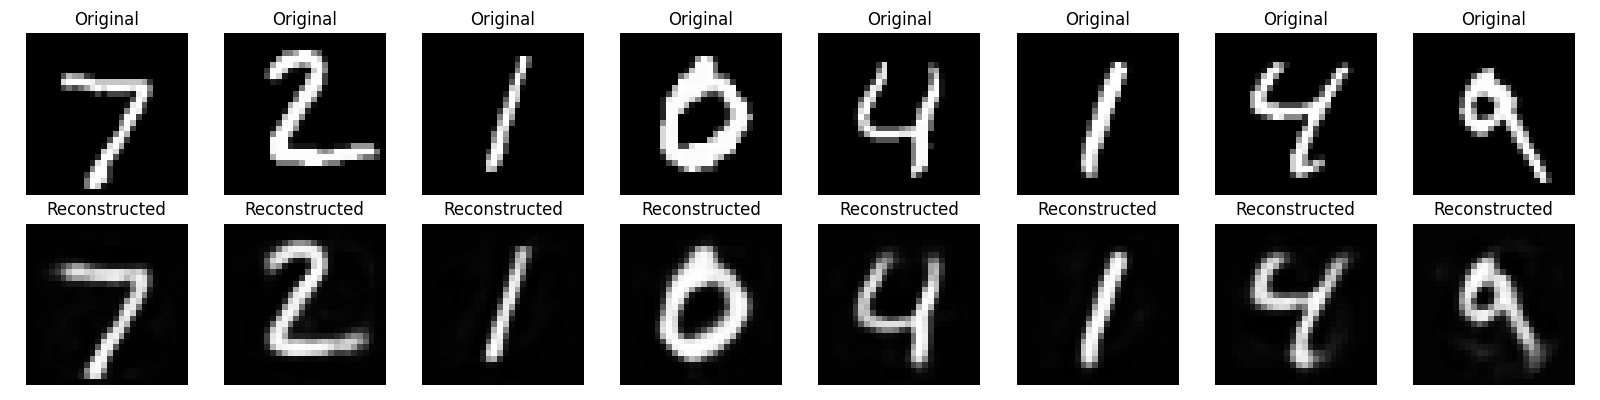 Original Original Original Original Original Original Original Original
7 2 1 0 4 1 4 9
Reconstructed Reconstructed Reconstructed Reconstructed Reconstructed Reconstructed Reconstructed Reconstructed
7 2 1 0 4 1 4 9